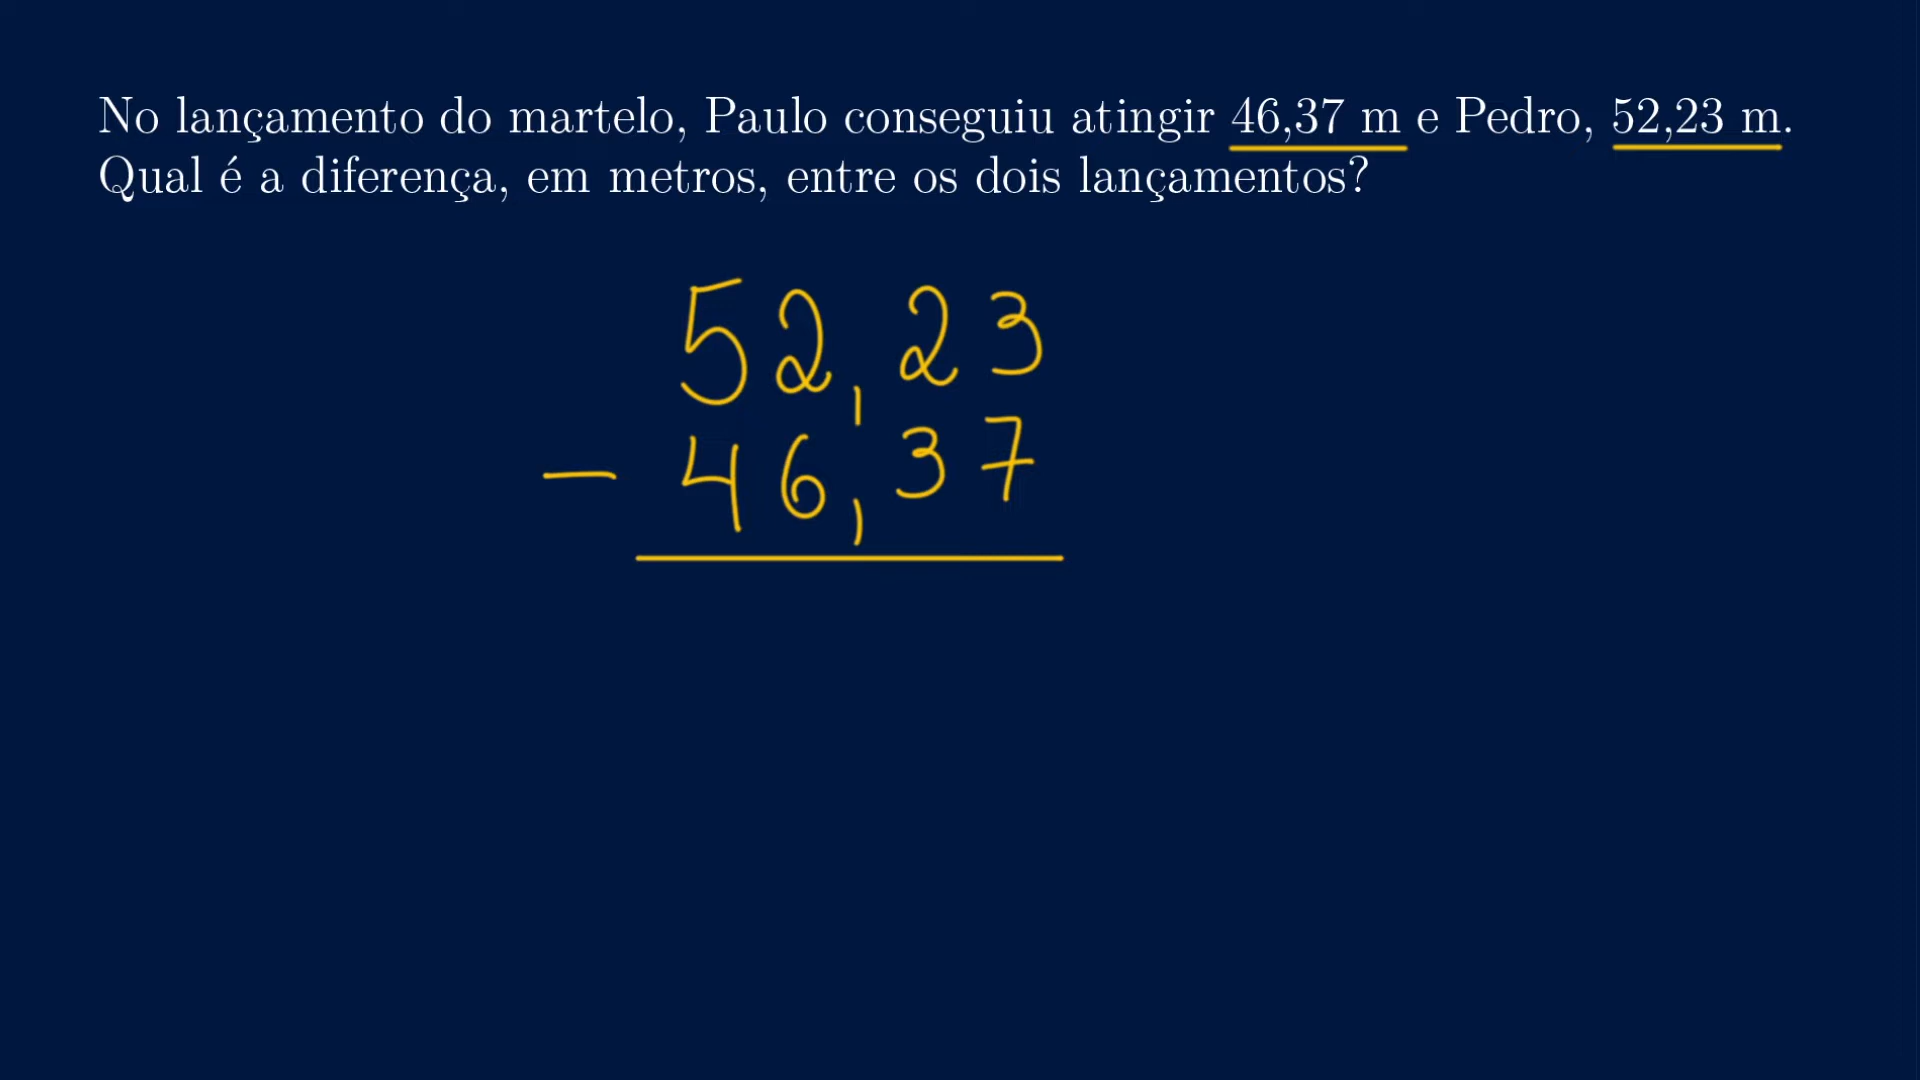 No lançamento do martelo, Paulo conseguiu atingir 46,37 m e Pedro, 52,23 m.
Qual é a diferença, em metros, entre os dois lançamentos?
52,23
− 46,37